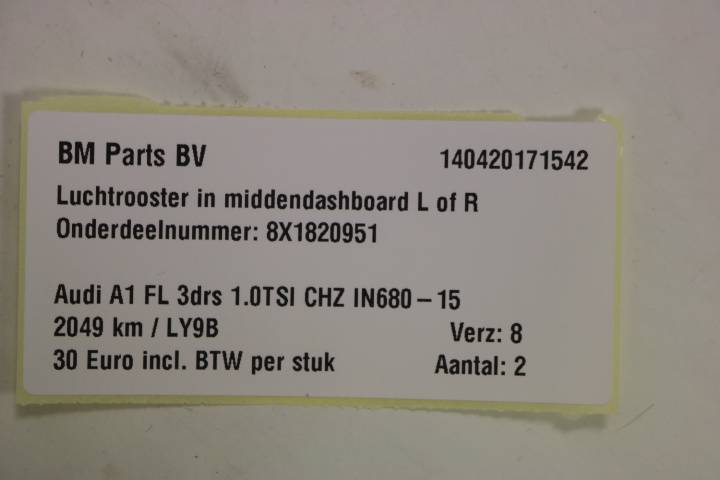 BM Parts BV 140420171542
Luchtrooster in middendashboard L of R
Onderdeelnummer: 8X1820951
Audi A1 FL 3drs 1.0TSI CHZ IN680 – 15
2049 km / LY9B Verz: 8
30 Euro incl. BTW per stuk Aantal: 2